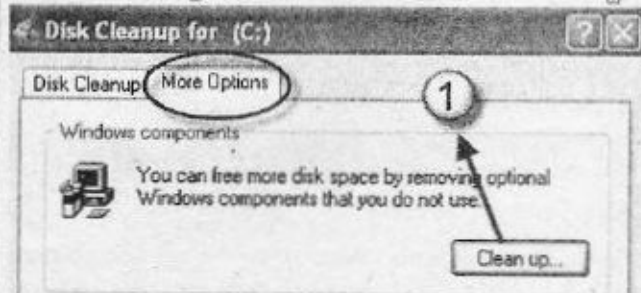 Disk Cleanup for (C:)
Disk Cleanup More Options
1
Windows components
You can free more disk space by removing optional
Windows components that you do not use.
Clean up...